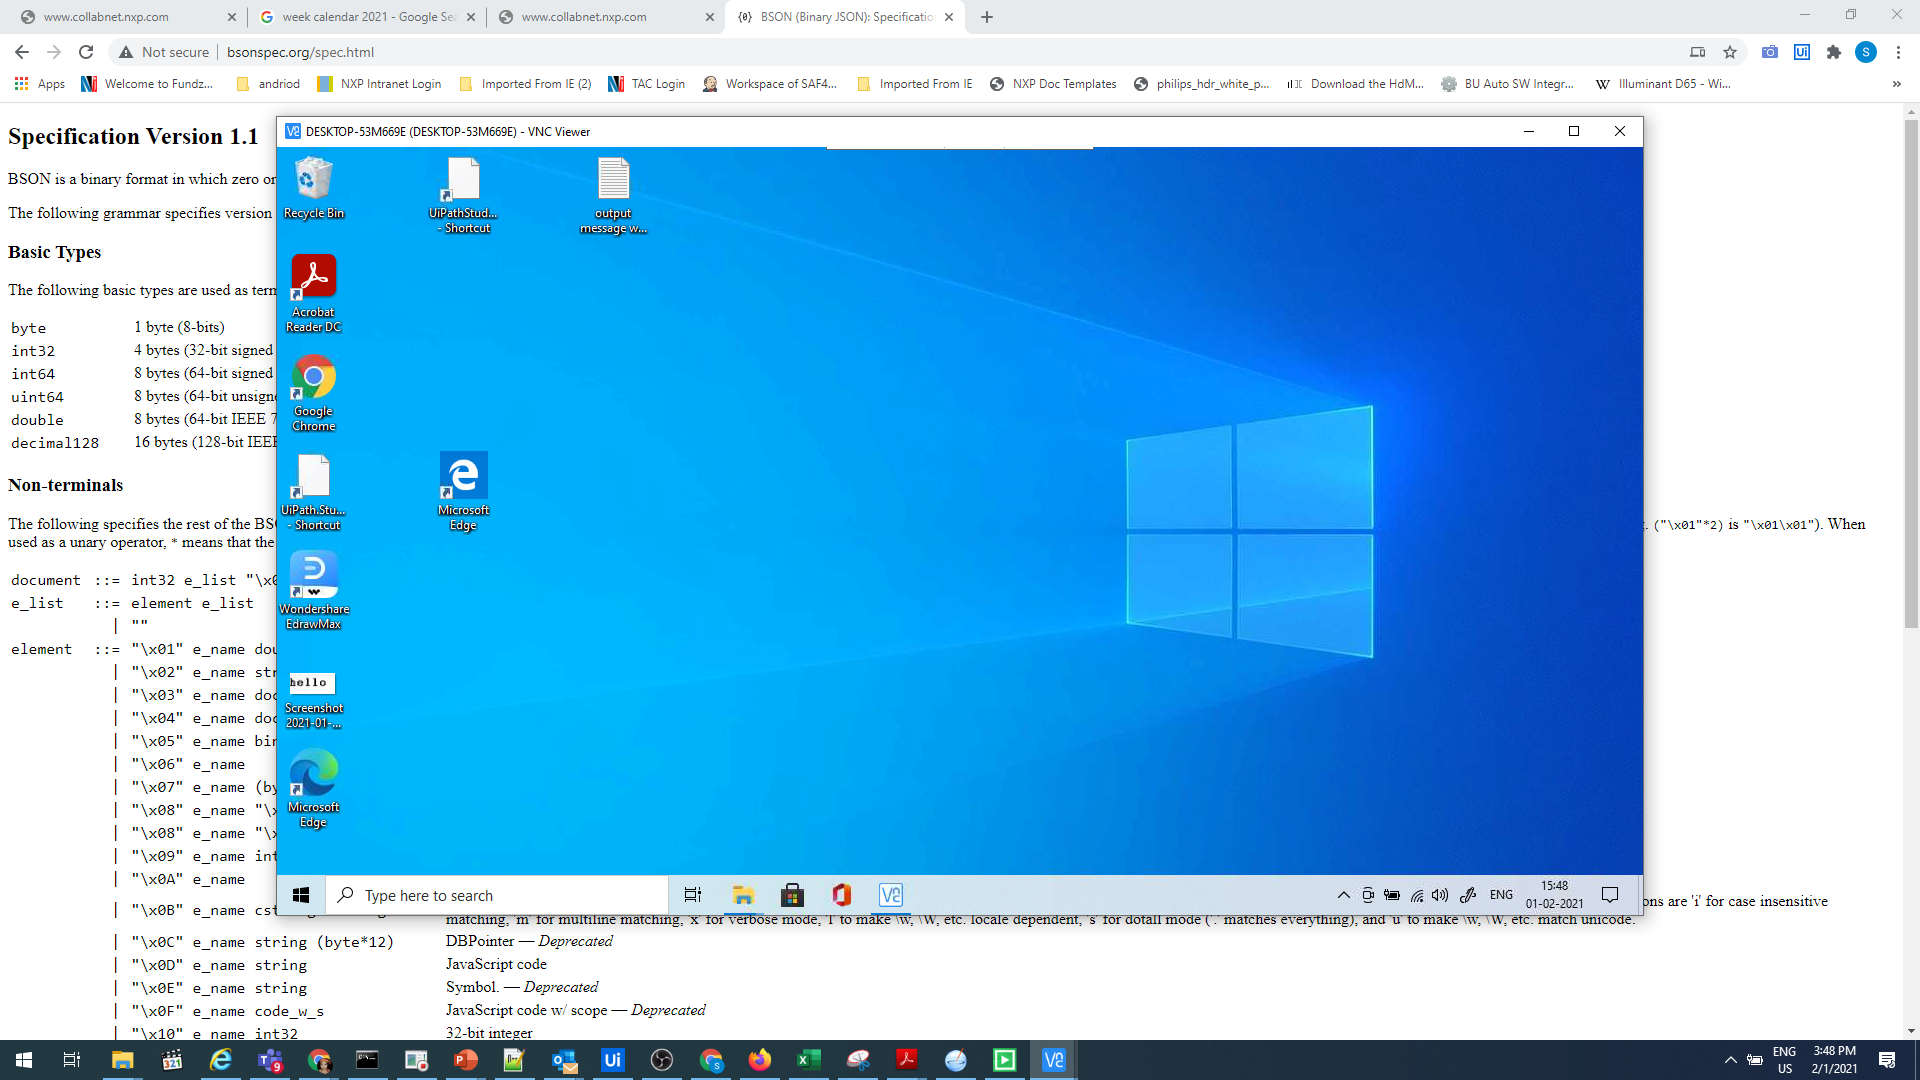 www.collabnet.nxp.com
week calendar 2021 - Google Sea
www.collabnet.nxp.com
BSON (Binary JSON): Specificatio
Not secure
bsonspec.org/spec.html
S
Apps
Welcome to Fundz...
andriod
NXP Intranet Login
Imported From IE (2)
TAC Login
Workspace of SAF4...
Imported From IE
NXP Doc Templates
philips_hdr_white_p...
Download the HdM...
BU Auto SW Integr...
Illuminant D65 - Wi...
»
Specification Version 1.1
BSON is a binary format in which zero or
The following grammar specifies version
Basic Types
The following basic types are used as term
byte 1 byte (8-bits)
int32 4 bytes (32-bit signed
int64 8 bytes (64-bit signed
uint64 8 bytes (64-bit unsigne
double 8 bytes (64-bit IEEE 7
decimal128 16 bytes (128-bit IEEE
Non-terminals
The following specifies the rest of the BS
. ("\x01"*2) is "\x01\x01"). When
used as a unary operator, * means that the
document ::= int32 e_list "\x0
e_list ::= element e_list
| ""
element ::= "\x01" e_name dou
| "\x02" e_name str
| "\x03" e_name doc
| "\x04" e_name doc
| "\x05" e_name bin
| "\x06" e_name
| "\x07" e_name (by
| "\x08" e_name "\x
| "\x08" e_name "\x
| "\x09" e_name int
| "\x0A" e_name
| "\x0B" e_name cst
ons are 'i' for case insensitive
matching, 'm' for multiline matching, 'x' for verbose mode, 'l' to make \w, \W, etc. locale dependent, 's' for dotall mode ('.' matches everything), and 'u' to make \w, \W, etc. match unicode.
| "\x0C" e_name string (byte*12) DBPointer — Deprecated
| "\x0D" e_name string JavaScript code
| "\x0E" e_name string Symbol. — Deprecated
| "\x0F" e_name code_w_s JavaScript code w/ scope — Deprecated
| "\x10" e_name int32 32-bit integer
DESKTOP-53M669E (DESKTOP-53M669E) - VNC Viewer
Recycle Bin
UiPathStud...
- Shortcut
output
message w...
Acrobat
Reader DC
Google
Chrome
UiPath.Stu...
- Shortcut
Microsoft
Edge
Wondershare
EdrawMax
hello
Screenshot
2021-01-...
Microsoft
Edge
Type here to search
ENG
15:48
01-02-2021
ENG
US
3:48 PM
2/1/2021